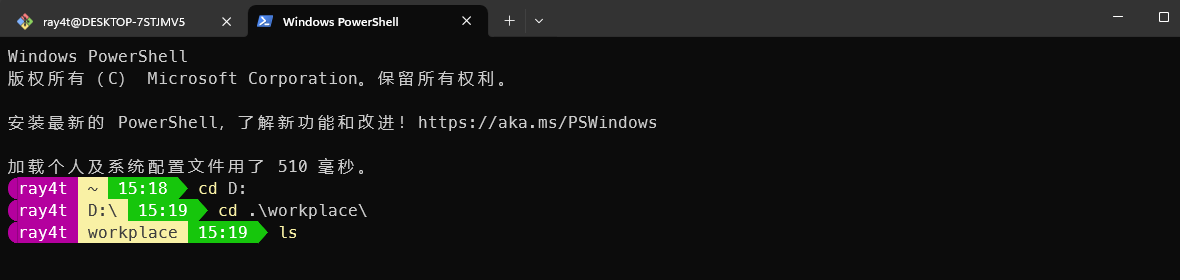 ray4t@DESKTOP-7STJMV5
Windows PowerShell
Windows PowerShell
版权所有（C） Microsoft Corporation。保留所有权利。
安装最新的 PowerShell，了解新功能和改进！https://aka.ms/PSWindows
加载个人及系统配置文件用了 510 毫秒。
ray4t ~ 15:18 cd D:
ray4t D:\ 15:19 cd .\workplace\
ray4t workplace 15:19 ls